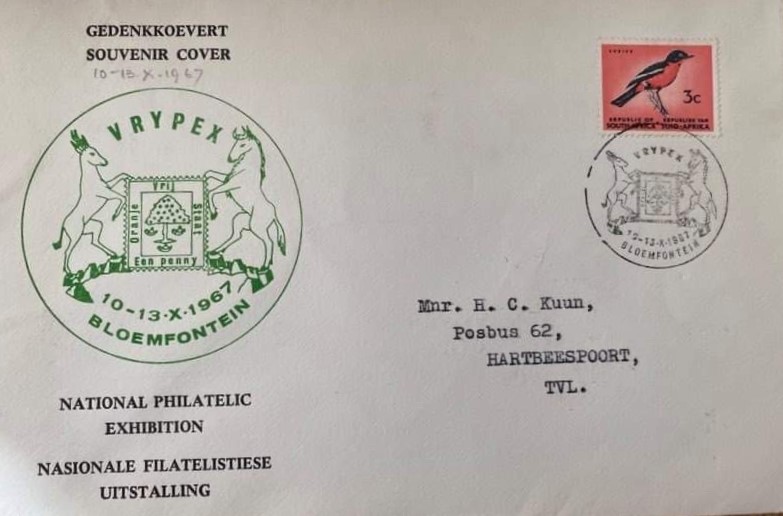 GEDENKKOEVERT
SOUVENIR COVER
10-13.X.1967
VRYPEX
Vrij
Oranje
Staat
Een penny
10-13·X·1967
BLOEMFONTEIN
NATIONAL PHILATELIC
EXHIBITION
NASIONALE FILATELISTIESE
UITSTALLING
3c
REPUBLIC OF REPUBLIEK VAN
SOUTH AFRICA SUID-AFRIKA
VRYPEX
10-13-X-1967
BLOEMFONTEIN
Mnr. H. C. Kuun,
Posbus 62,
HARTBEESPOORT,
TVL.